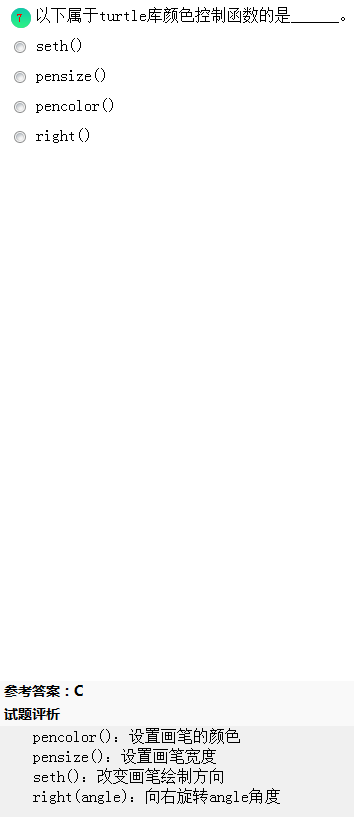 7 以下属于turtle库颜色控制函数的是______。
seth()
pensize()
pencolor()
right()
参考答案：C
试题评析
pencolor()：设置画笔的颜色
pensize()：设置画笔宽度
seth()：改变画笔绘制方向
right(angle)：向右旋转angle角度